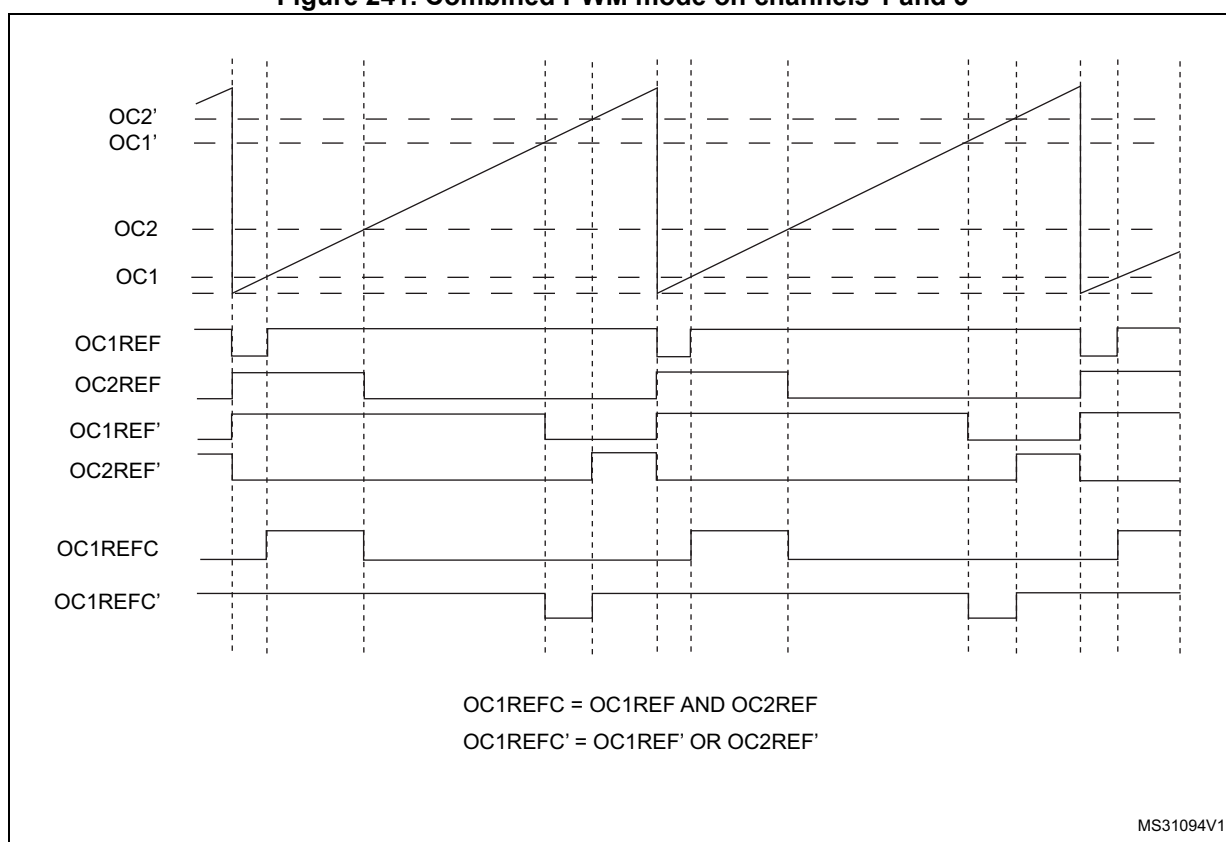 OC2’
OC1’
OC2
OC1
OC1REF
OC2REF
OC1REF’
OC2REF’
OC1REFC
OC1REFC’
OC1REFC = OC1REF AND OC2REF
OC1REFC’ = OC1REF’ OR OC2REF’
MS31094V1